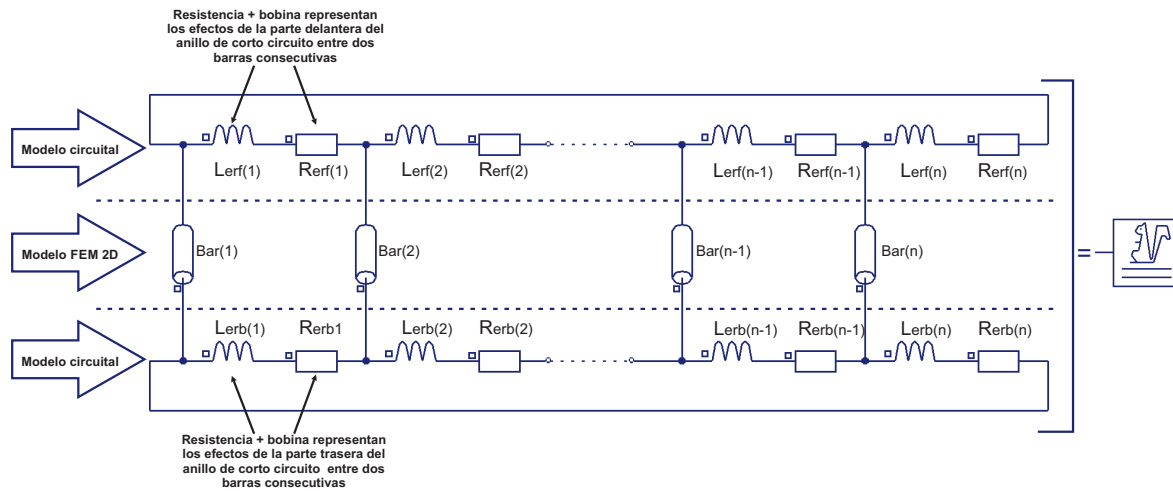 Resistencia + bobina representan
los efectos de la parte delantera del
anillo de corto circuito entre dos
barras consecutivas
Modelo circuital
Lerf(1) Rerf(1) Lerf(2) Rerf(2) Lerf(n-1) Rerf(n-1) Lerf(n) Rerf(n)
Modelo FEM 2D
Bar(1) Bar(2) Bar(n-1) Bar(n)
=
Modelo circuital
Lerb(1) Rerb1 Lerb(2) Rerb(2) Lerb(n-1) Rerb(n-1) Lerb(n) Rerb(n)
Resistencia + bobina representan
los efectos de la parte trasera del
anillo de corto circuito entre dos
barras consecutivas